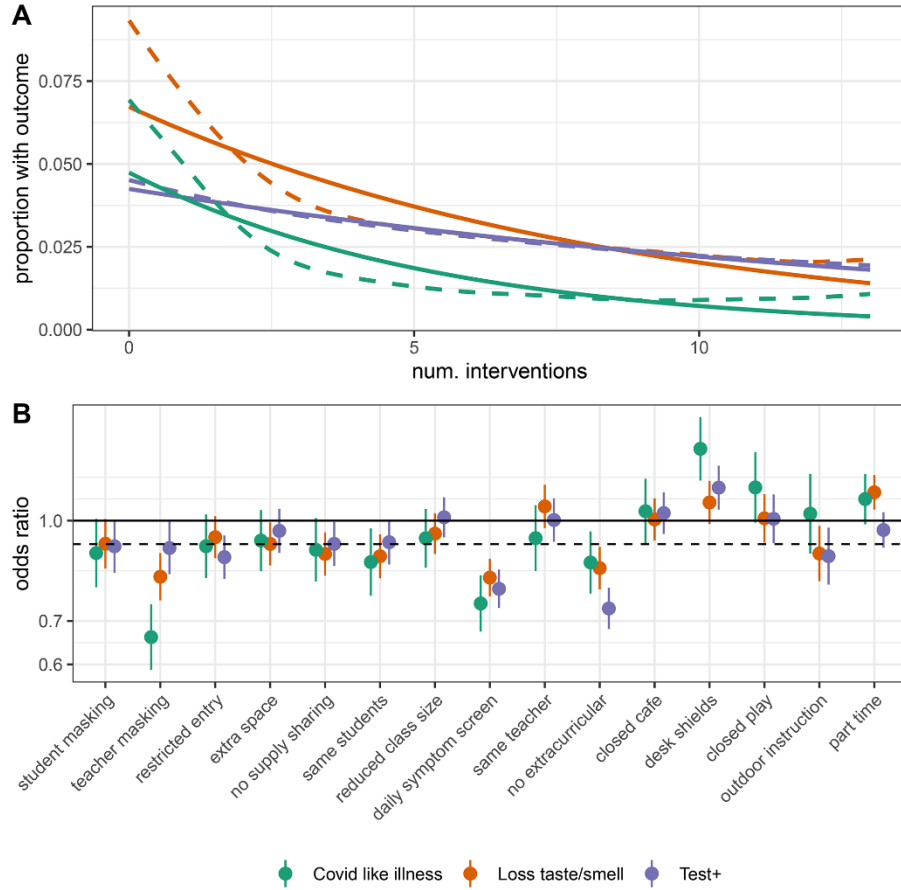 A
proportion with outcome
0.075
0.050
0.025
0.000
0
5
10
num. interventions
B
odds ratio
1.0
0.7
0.6
student masking
teacher masking
restricted entry
extra space
no supply sharing
same students
reduced class size
daily symptom screen
same teacher
no extracurricular
closed cafe
desk shields
closed play
outdoor instruction
part time
Covid like illness
Loss taste/smell
Test+